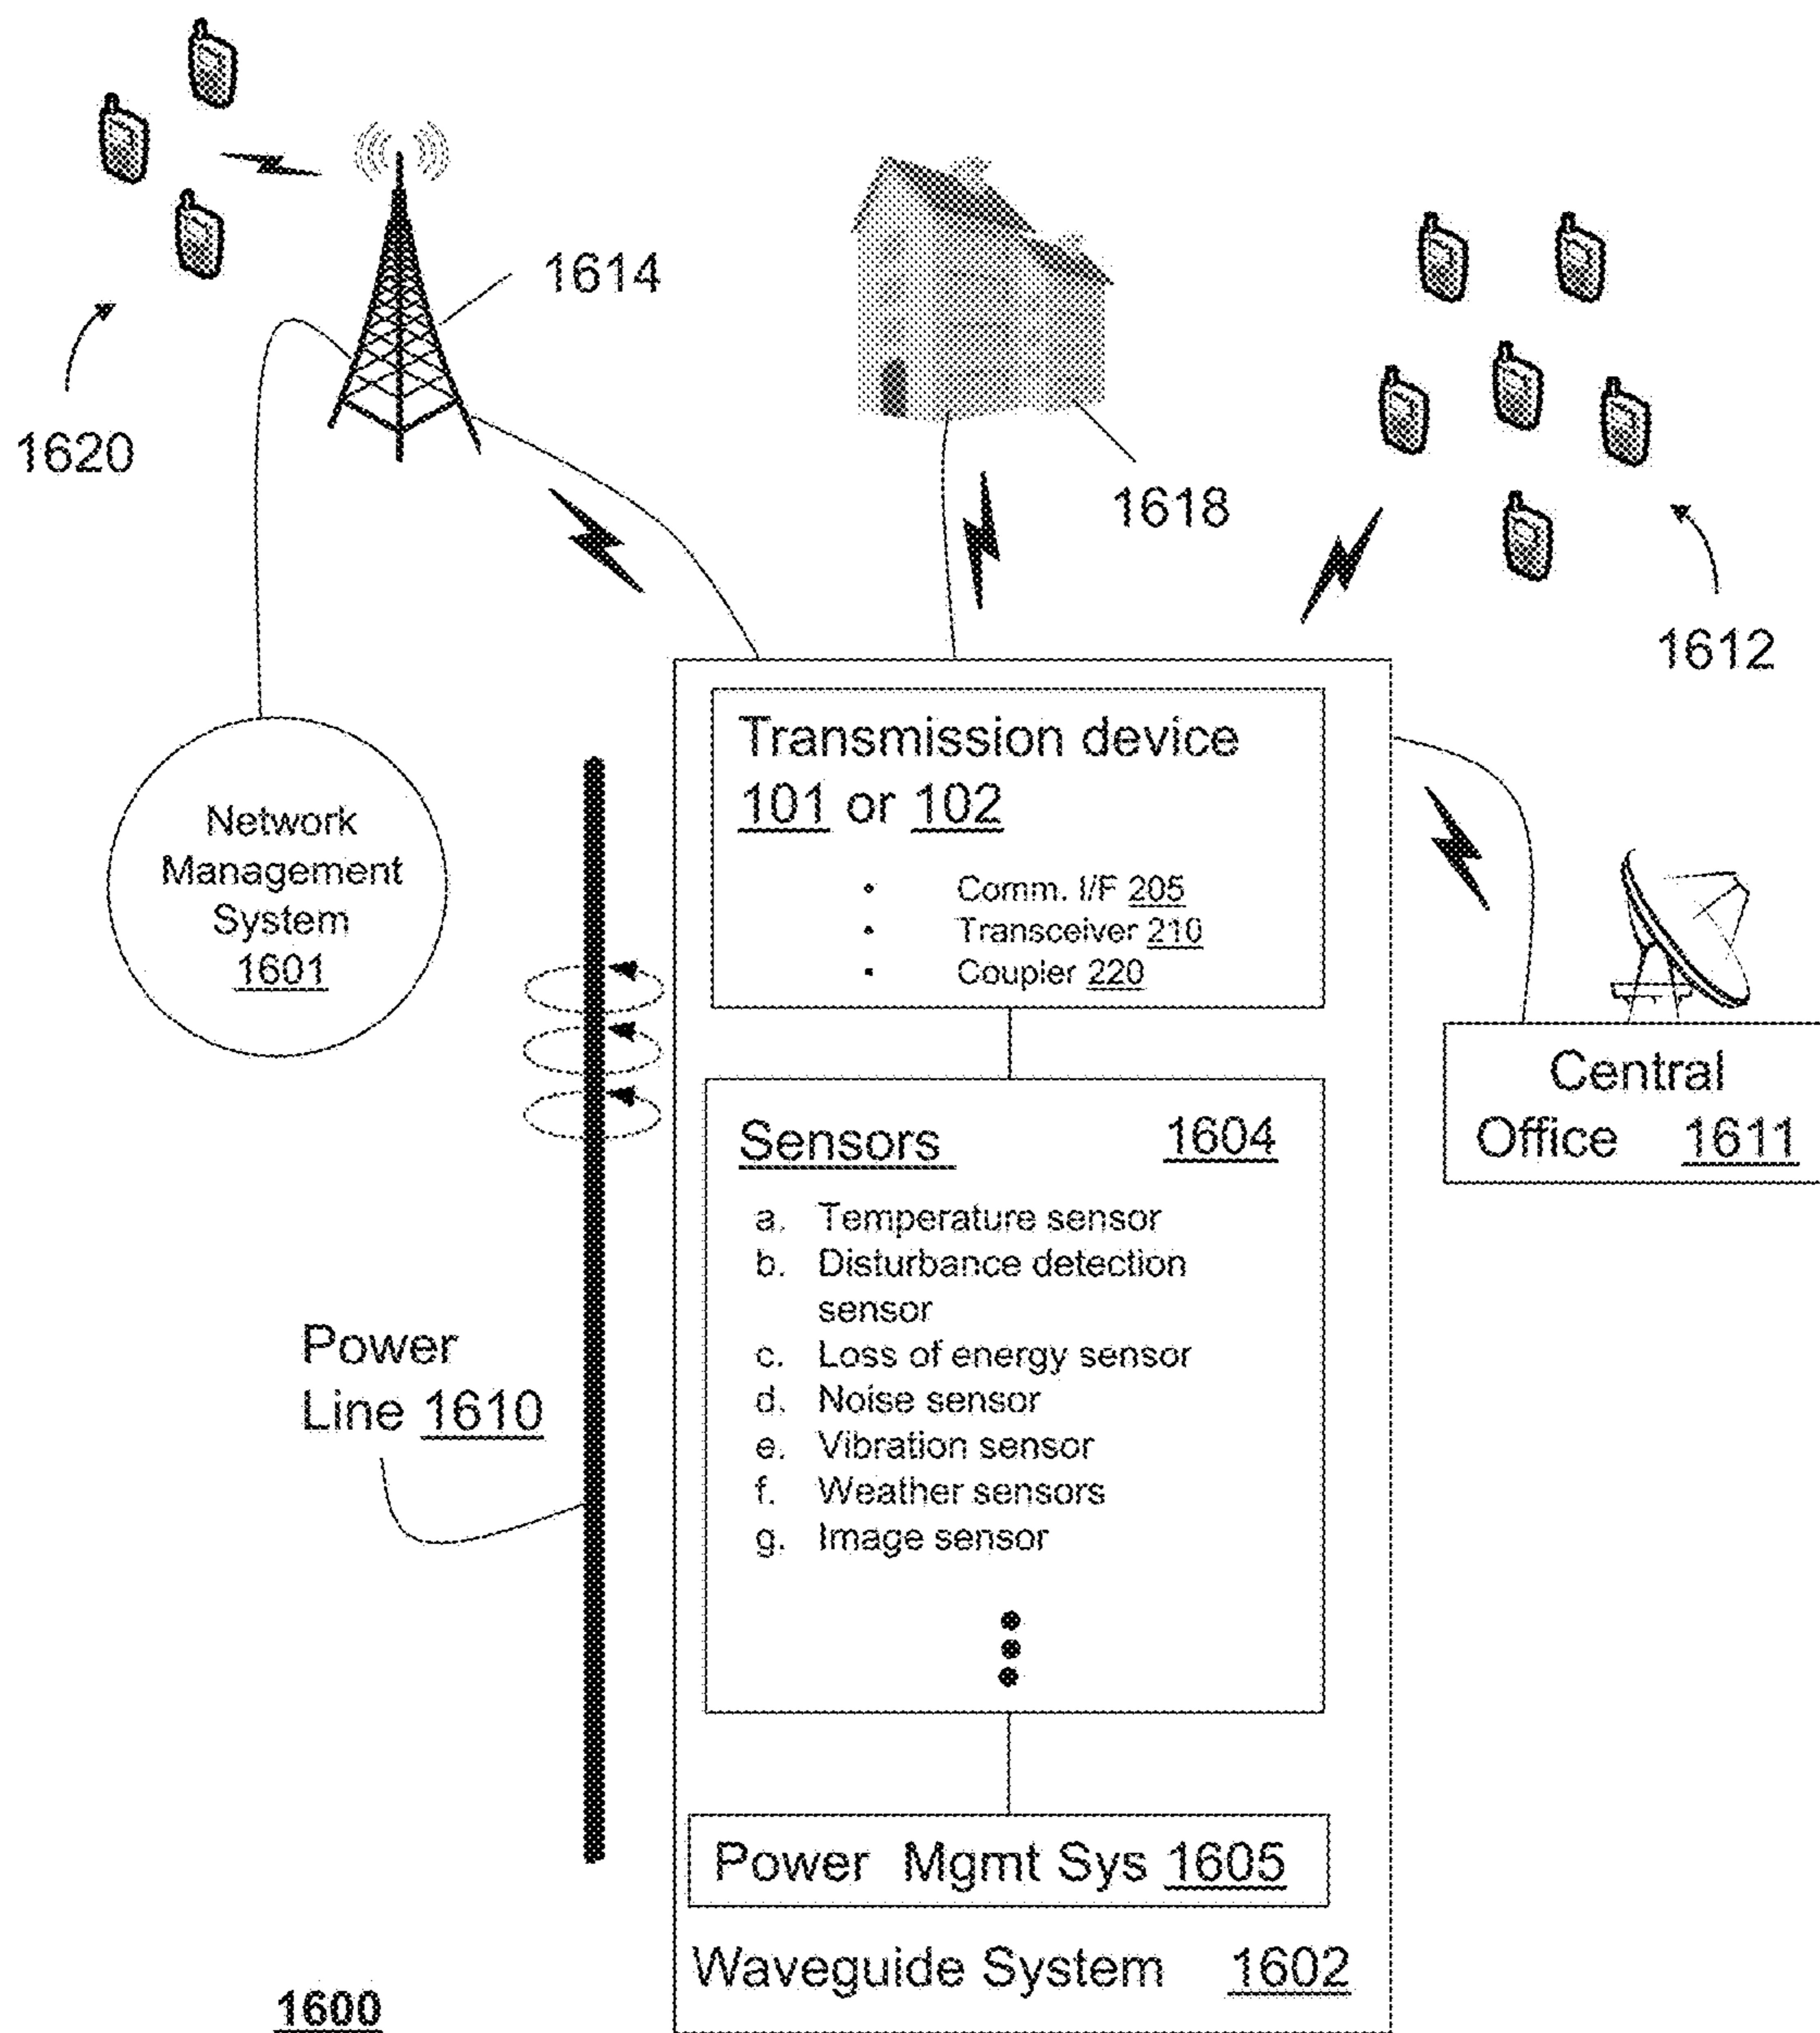 1614
1620
1618
1612
Network
Management
System
1601
Transmission device
101 or 102
• Comm. I/F 205
• Transceiver 210
• Coupler 220
Central
Office 1611
Sensors 1604
a. Temperature sensor
b. Disturbance detection
sensor
c. Loss of energy sensor
d. Noise sensor
e. Vibration sensor
f. Weather sensors
g. Image sensor
Power
Line 1610
Power Mgmt Sys 1605
Waveguide System 1602
1600